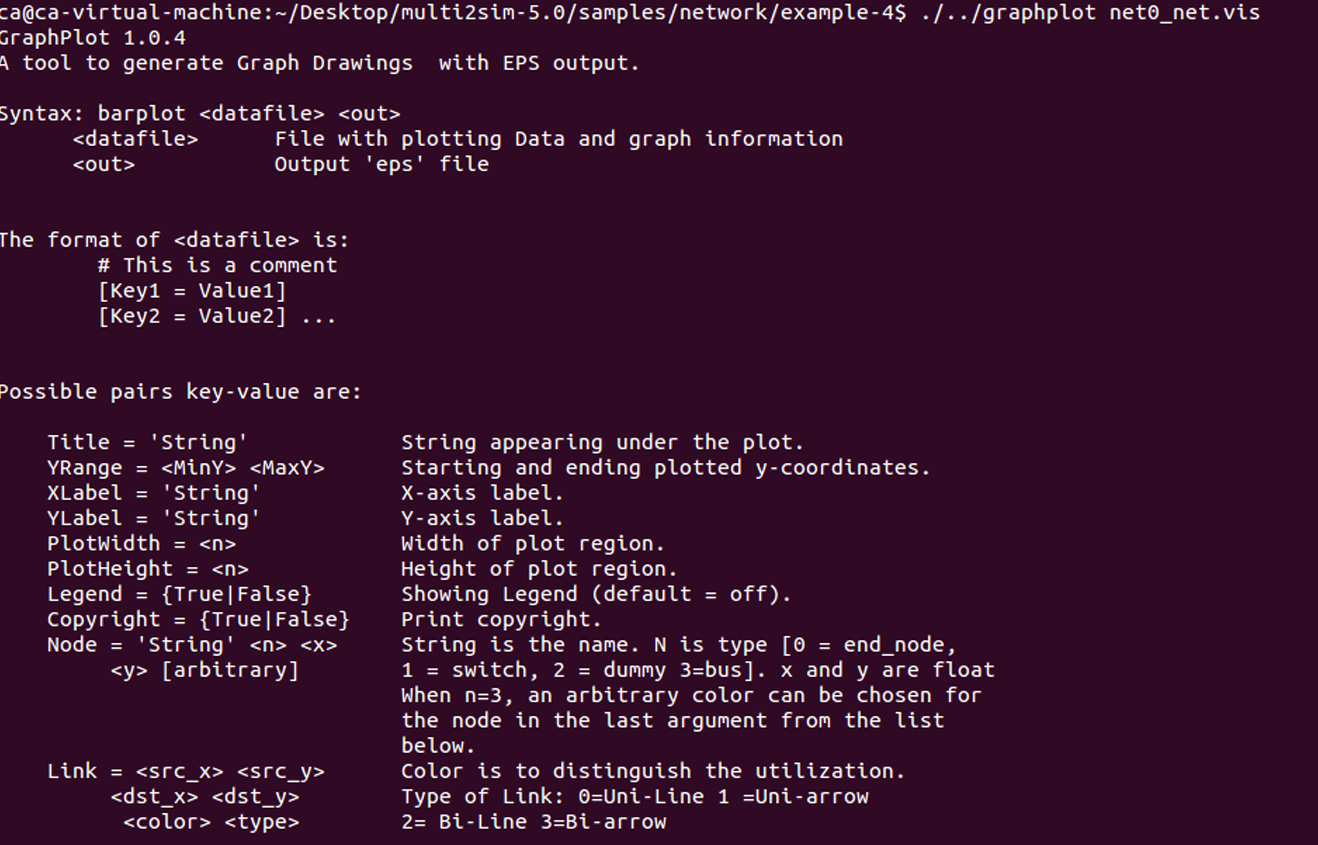 ca@ca-virtual-machine:~/Desktop/multi2sim-5.0/samples/network/example-4$ ./../graphplot net0_net.vis
GraphPlot 1.0.4
A tool to generate Graph Drawings  with EPS output.

Syntax: barplot <datafile> <out>
      <datafile>      File with plotting Data and graph information
      <out>           Output 'eps' file

The format of <datafile> is:
        # This is a comment
        [Key1 = Value1]
        [Key2 = Value2] ...

Possible pairs key-value are:

    Title = 'String'            String appearing under the plot.
    YRange = <MinY> <MaxY>      Starting and ending plotted y-coordinates.
    XLabel = 'String'           X-axis label.
    YLabel = 'String'           Y-axis label.
    PlotWidth = <n>             Width of plot region.
    PlotHeight = <n>            Height of plot region.
    Legend = {True|False}       Showing Legend (default = off).
    Copyright = {True|False}    Print copyright.
    Node = 'String' <n> <x>     String is the name. N is type [0 = end_node,
         <y> [arbitrary]        1 = switch, 2 = dummy 3=bus]. x and y are float
                                When n=3, an arbitrary color can be chosen for
                                the node in the last argument from the list
                                below.
    Link = <src_x> <src_y>      Color is to distinguish the utilization.
         <dst_x> <dst_y>        Type of Link: 0=Uni-Line 1 =Uni-arrow
          <color> <type>        2= Bi-Line 3=Bi-arrow